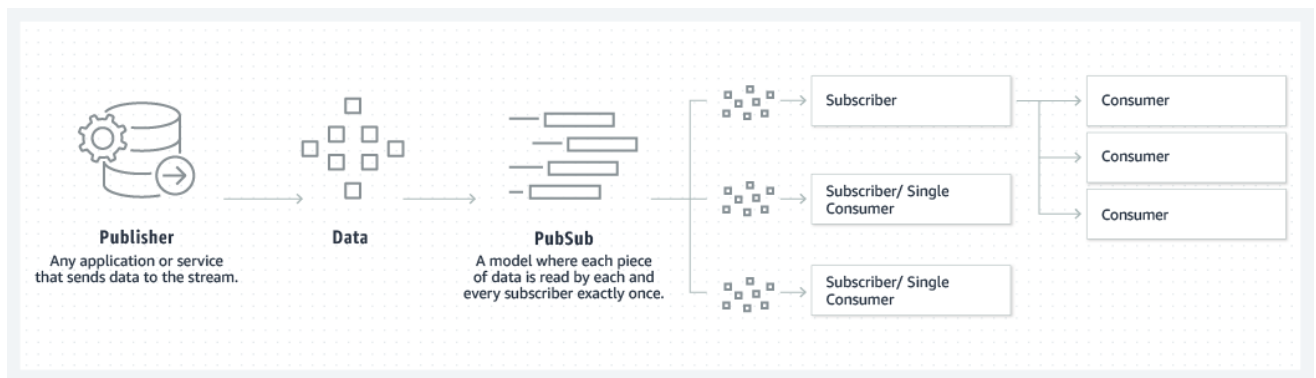 Publisher
Any application or service
that sends data to the stream.
Data
PubSub
A model where each piece
of data is read by each and
every subscriber exactly once.
Subscriber
Subscriber/ Single
Consumer
Subscriber/ Single
Consumer
Consumer
Consumer
Consumer